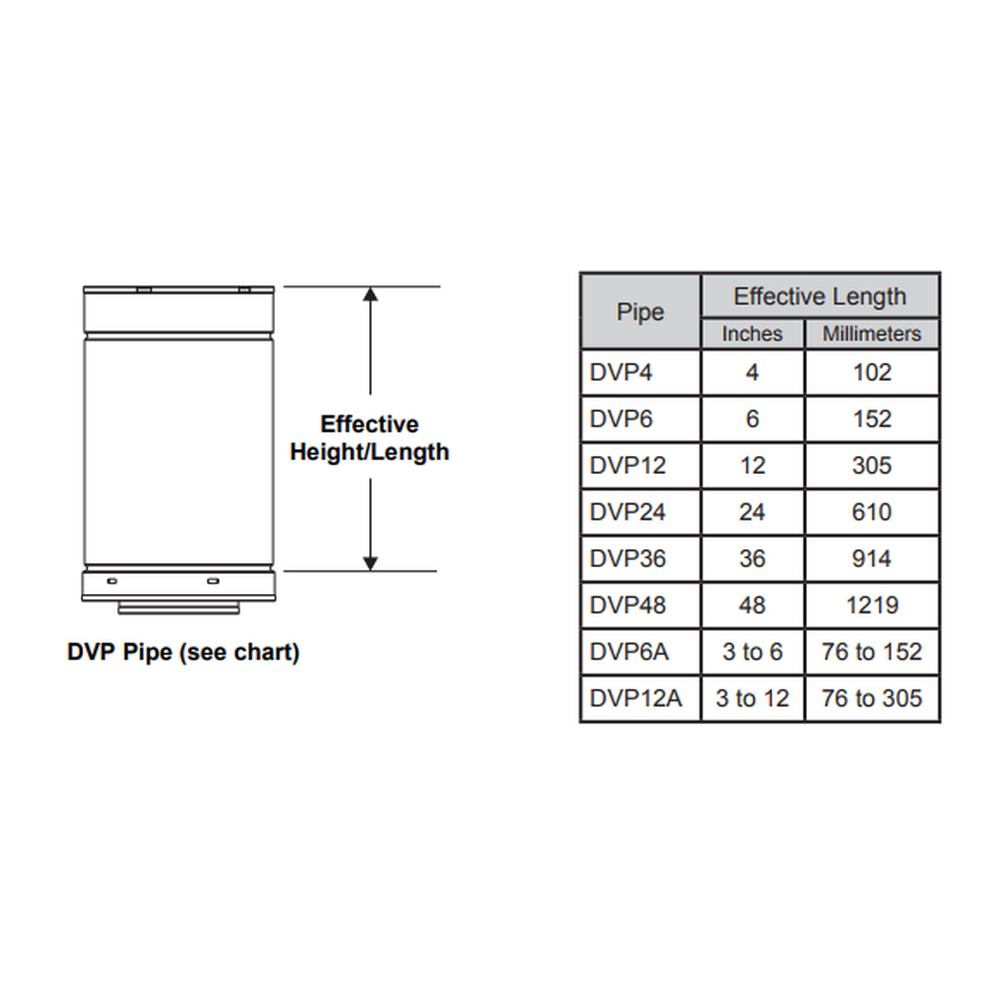 Effective
Height/Length
DVP Pipe (see chart)
Pipe Effective Length
Inches Millimeters
DVP4 4 102
DVP6 6 152
DVP12 12 305
DVP24 24 610
DVP36 36 914
DVP48 48 1219
DVP6A 3 to 6 76 to 152
DVP12A 3 to 12 76 to 305